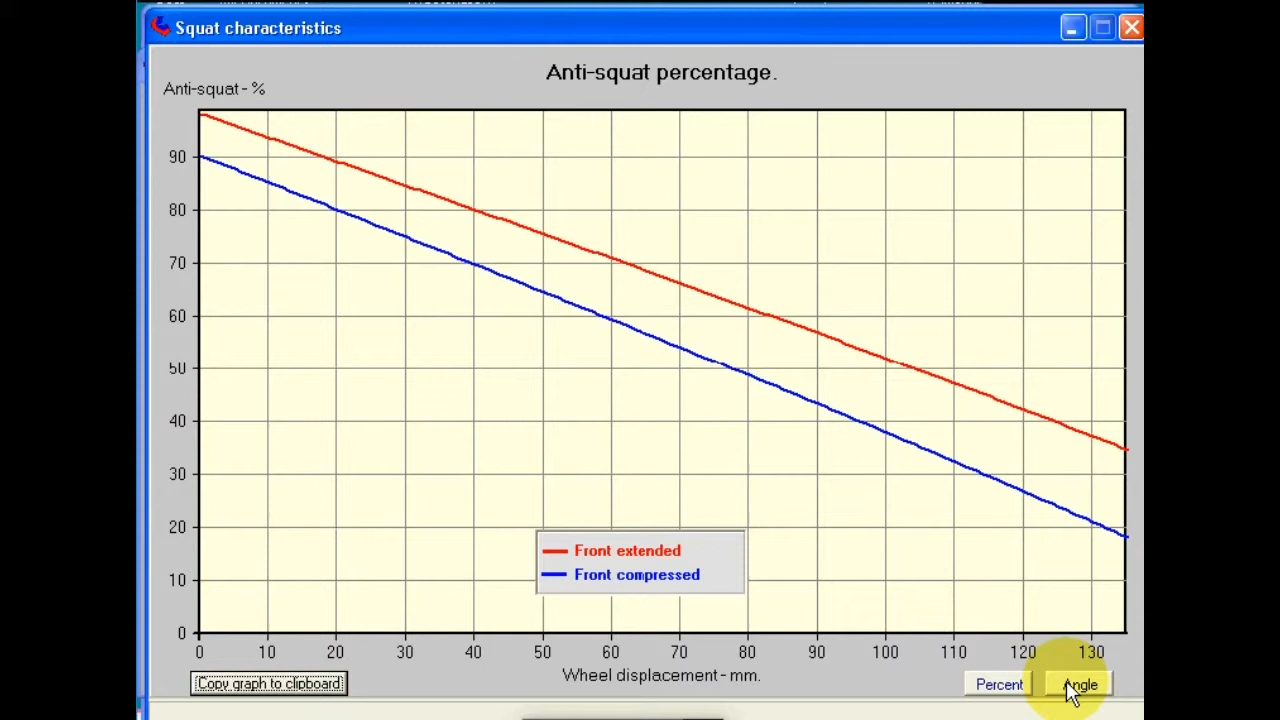 Squat characteristics
Anti-squat percentage.
Anti-squat - %
90
80
70
60
50
40
30
20
10
0
Front extended
Front compressed
0 10 20 30 40 50 60 70 80 90 100 110 120 130
Wheel displacement - mm.
Copy graph to clipboard
Percent
Angle